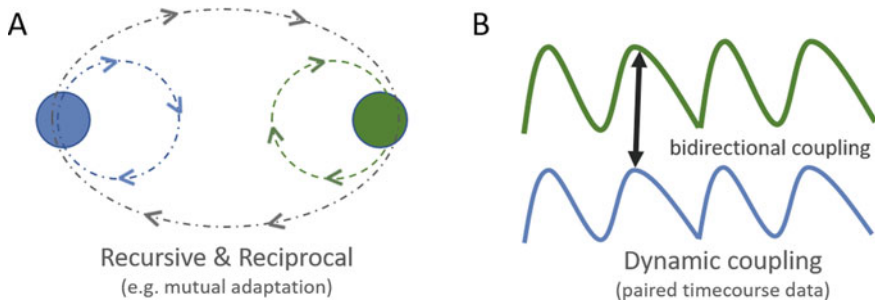 A
Recursive & Reciprocal
(e.g. mutual adaptation)
B
bidirectional coupling
Dynamic coupling
(paired timecourse data)